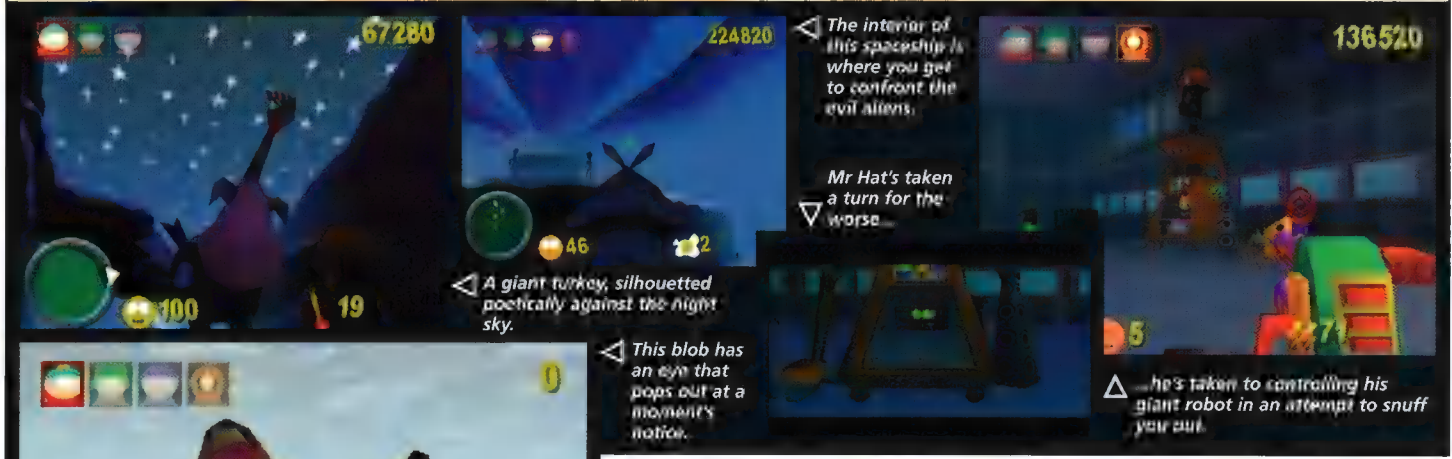 67280
100
19
224820
46
2
The interior of
this spaceship is
where you get
to confront the
evil aliens.
Mr Hat's taken
a turn for the
worse...
A giant turkey, silhouetted
poetically against the night
sky.
136520
5
7
...he's taken to controlling his
giant robot in an attempt to snuff
you out.
0
This blob has
an eye that
pops out at a
moment's
notice.